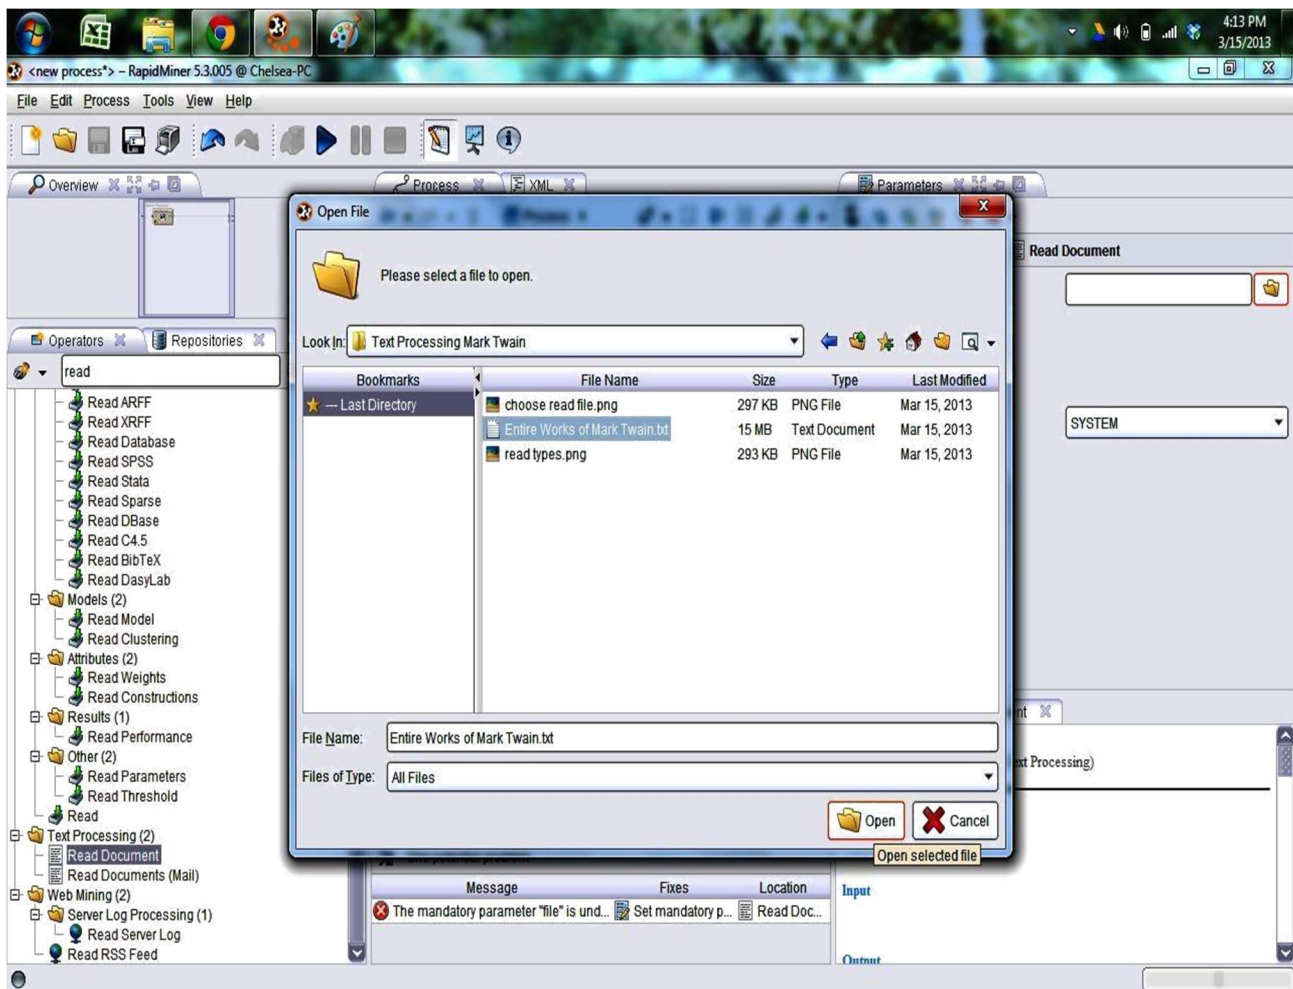 4:13 PM
3/15/2013
<new process*> – RapidMiner 5.3.005 @ Chelsea-PC
File Edit Process Tools View Help
Overview
Process
XML
Parameters
Open File
Read Document
Please select a file to open.
Operators
Repositories
Look In: Text Processing Mark Twain
read
Bookmarks
File Name Size Type Last Modified
--- Last Directory
choose read file.png 297 KB PNG File Mar 15, 2013
Entire Works of Mark Twain.txt 15 MB Text Document Mar 15, 2013
read types.png 293 KB PNG File Mar 15, 2013
SYSTEM
Read ARFF
Read XRFF
Read Database
Read SPSS
Read Stata
Read Sparse
Read DBase
Read C4.5
Read BibTeX
Read DasyLab
Models (2)
Read Model
Read Clustering
Attributes (2)
Read Weights
Read Constructions
Results (1)
Read Performance
Other (2)
Read Parameters
Read Threshold
Read
Text Processing (2)
Read Document
Read Documents (Mail)
Web Mining (2)
Server Log Processing (1)
Read Server Log
Read RSS Feed
File Name: Entire Works of Mark Twain.txt
Files of Type: All Files
Open Cancel
Open selected file
Processing)
Message Fixes Location
The mandatory parameter "file" is und... Set mandatory p... Read Doc...
Input
Output